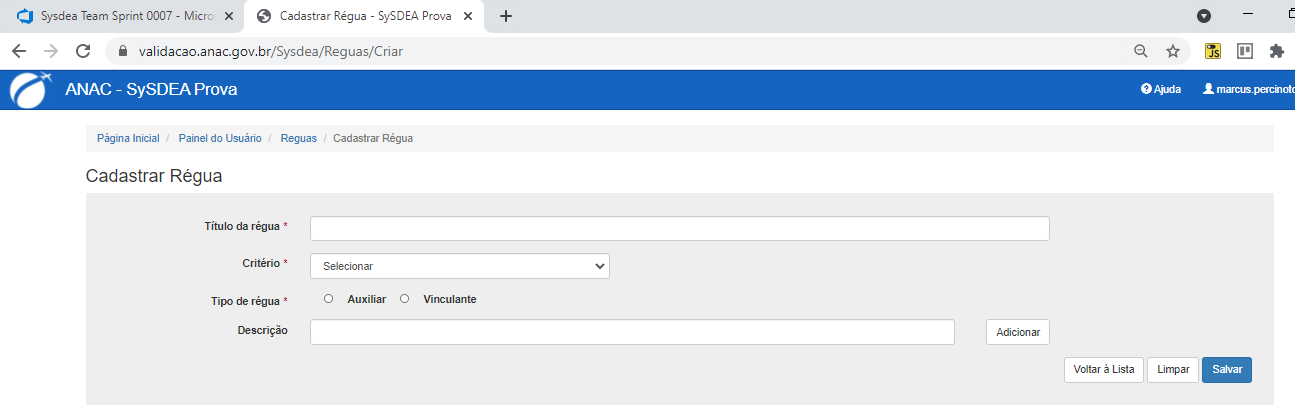 Sysdea Team Sprint 0007 - Micro
Cadastrar Régua - SySDEA Prova
validacao.anac.gov.br/Sysdea/Reguas/Criar
JS
ANAC - SySDEA Prova
Ajuda
marcus.percinoto
Página Inicial / Painel do Usuário / Reguas / Cadastrar Régua
Cadastrar Régua
Título da régua *
Critério *
Selecionar
Tipo de régua *
Auxiliar
Vinculante
Descrição
Adicionar
Voltar à Lista
Limpar
Salvar